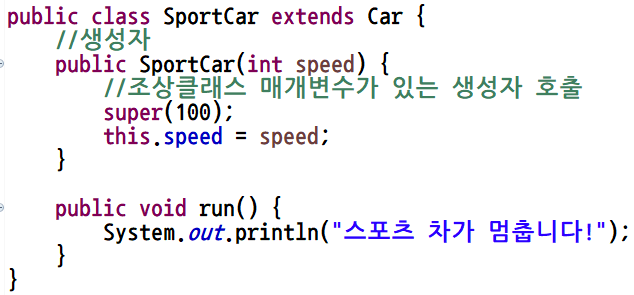 public class SportCar extends Car {
//생성자
public SportCar(int speed) {
//조상클래스 매개변수가 있는 생성자 호출
super(100);
this.speed = speed;
}
public void run() {
System.out.println("스포츠 차가 멈춥니다!");
}
}